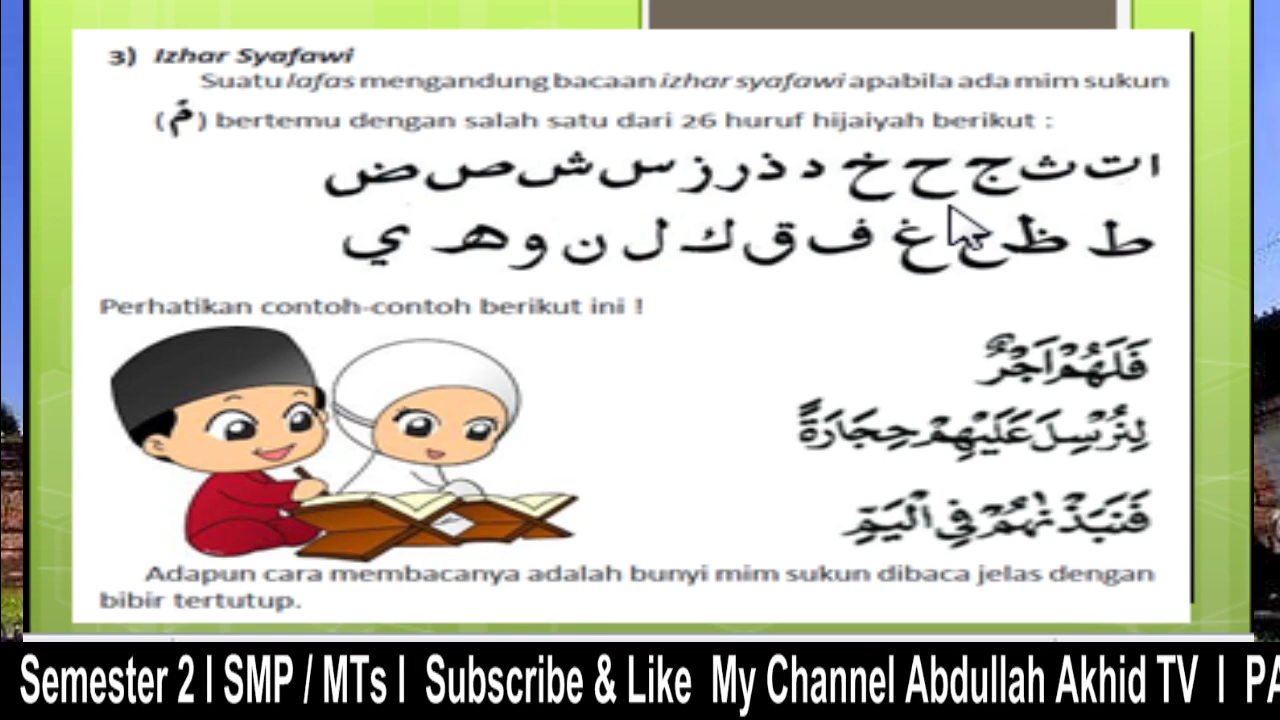 3) Izhar Syafawi
Suatu lafas mengandung bacaan izhar syafawi apabila ada mim sukun
(مْ) bertemu dengan salah satu dari 26 huruf hijaiyah berikut :
ا ت ث ج ح خ د ذ ر ز س ش ص ض
ط ظ ع غ ف ق ك ل ن و ه ي
Perhatikan contoh-contoh berikut ini !
فَلَهُمْ اَجْرٌ
لِنُرْسِلَ عَلَيْهِمْ حِجَارَةً
فَنَبَذْنٰهُمْ فِي الْيَمِّ
Adapun cara membacanya adalah bunyi mim sukun dibaca jelas dengan
bibir tertutup.
Semester 2 I SMP / MTs I Subscribe & Like My Channel Abdullah Akhid TV I PA